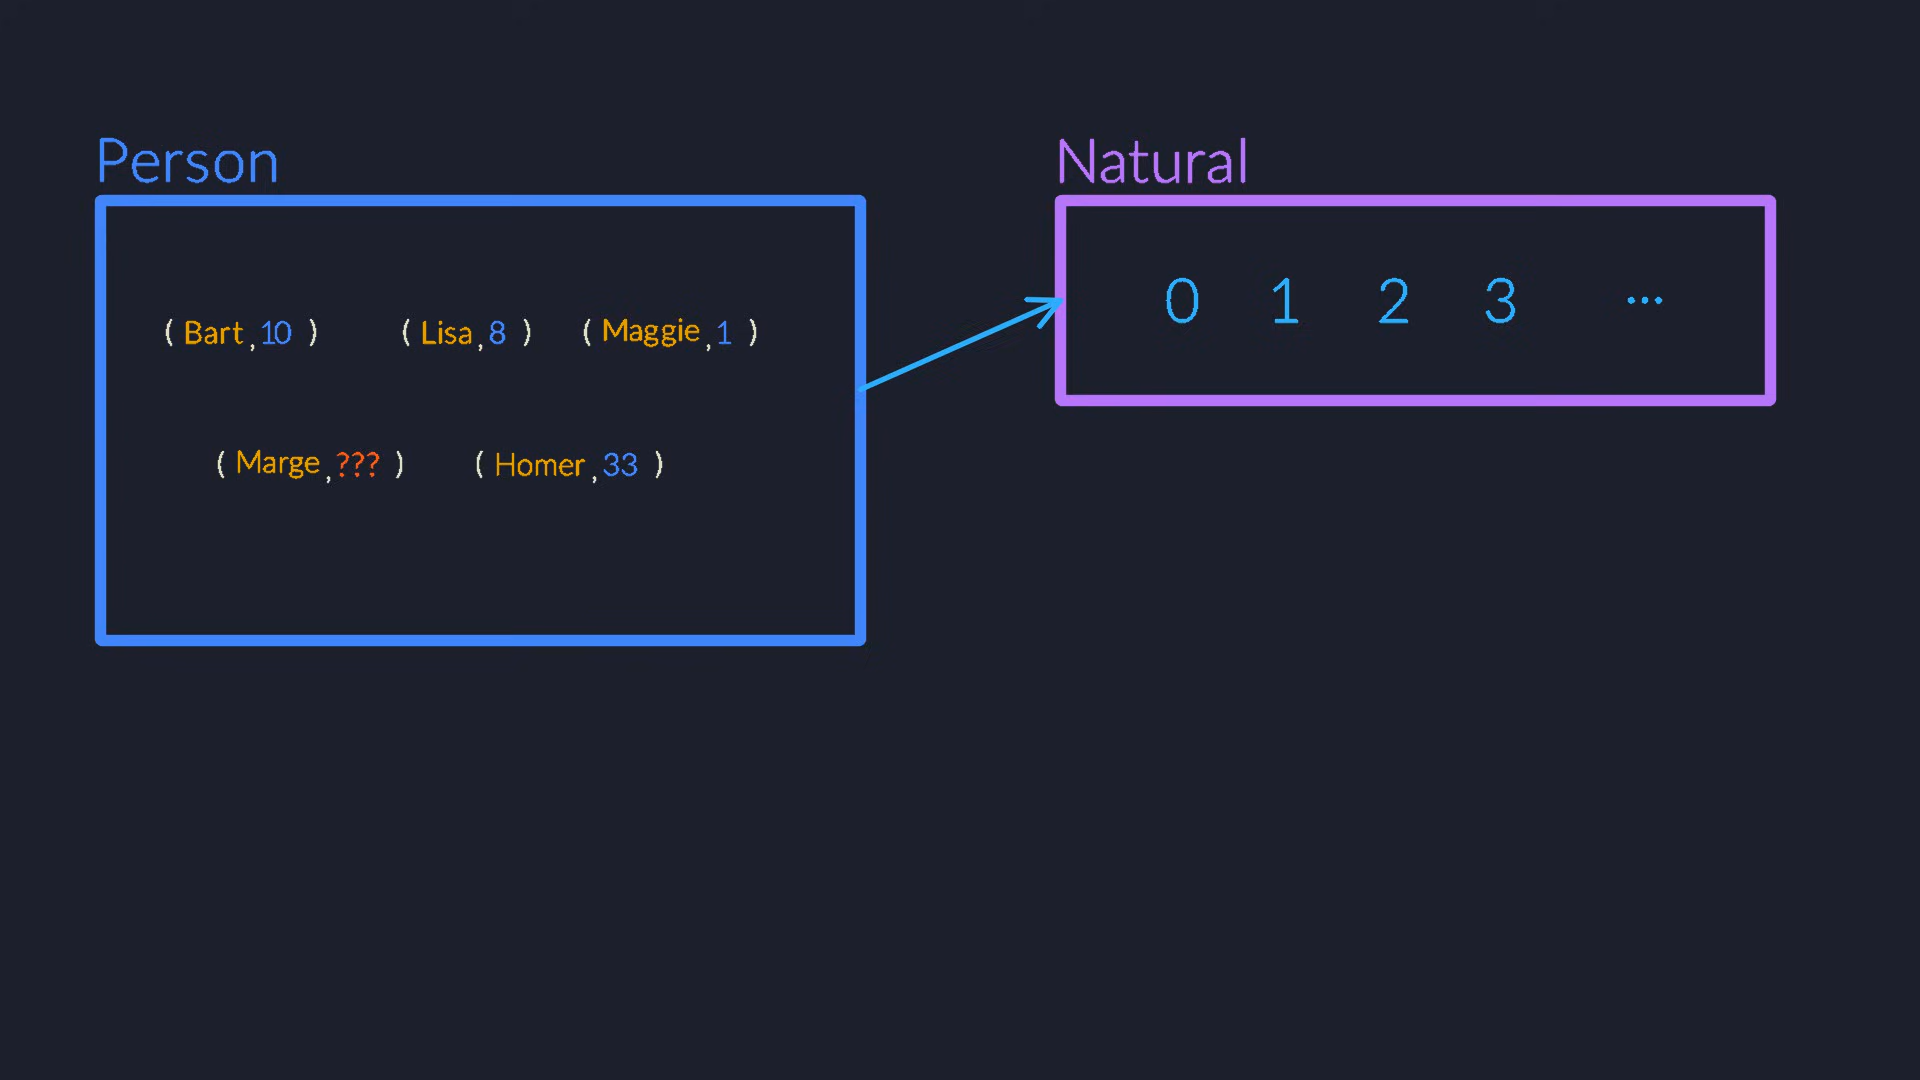 Person
Natural
0 1 2 3 ...
( Bart , 10 ) ( Lisa , 8 ) ( Maggie , 1 )
( Marge , ??? ) ( Homer , 33 )